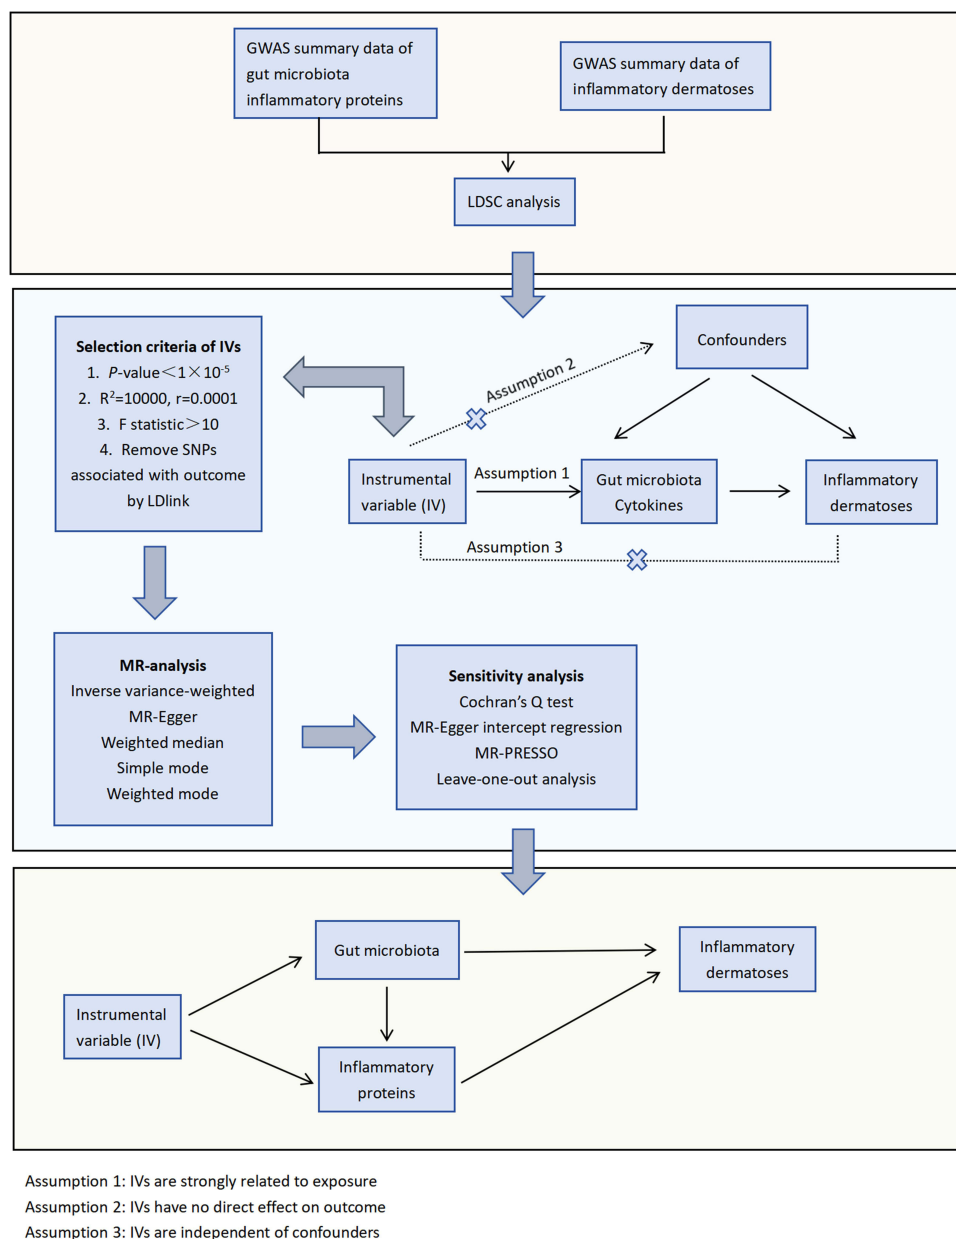 GWAS summary data of
gut microbiota
inflammatory proteins
GWAS summary data of
inflammatory dermatoses
LDSC analysis
Selection criteria of IVs
1. P-value＜1×10⁻⁵
2. R²=10000, r=0.0001
3. F statistic＞10
4. Remove SNPs
associated with outcome
by LDlink
Confounders
Assumption 2
Instrumental
variable (IV)
Assumption 1
Gut microbiota
Cytokines
Inflammatory
dermatoses
Assumption 3
MR-analysis
Inverse variance-weighted
MR-Egger
Weighted median
Simple mode
Weighted mode
Sensitivity analysis
Cochran’s Q test
MR-Egger intercept regression
MR-PRESSO
Leave-one-out analysis
Gut microbiota
Inflammatory
dermatoses
Instrumental
variable (IV)
Inflammatory
proteins
Assumption 1: IVs are strongly related to exposure
Assumption 2: IVs have no direct effect on outcome
Assumption 3: IVs are independent of confounders